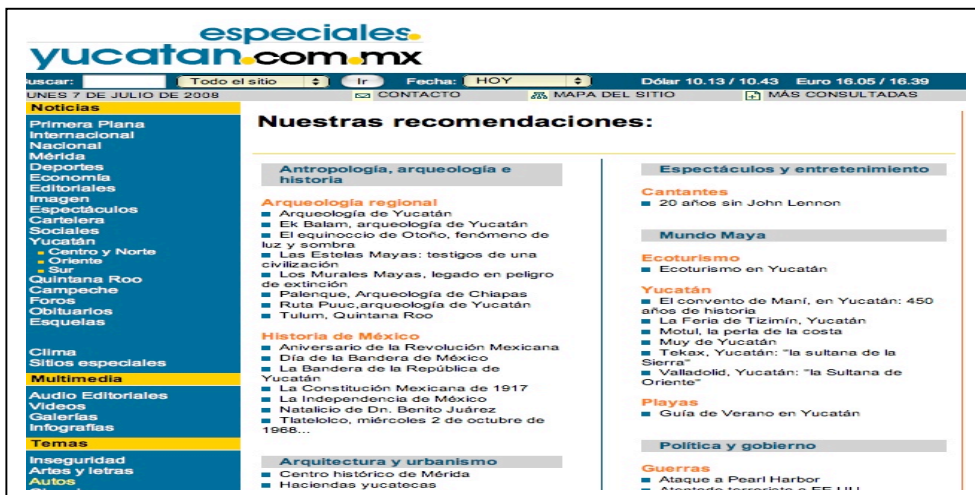 especiales.
yucatan.com.mx
uscar: Todo el sitio Ir Fecha: HOY Dólar 10.13 / 10.43 Euro 16.05 / 16.39
UNES 7 DE JULIO DE 2008 CONTACTO MAPA DEL SITIO MÁS CONSULTADAS
Noticias
Primera Plana
Internacional
Nacional
Mérida
Deportes
Economía
Editoriales
Imagen
Espectáculos
Cartelera
Sociales
Yucatán
Centro y Norte
Oriente
Sur
Quintana Roo
Campeche
Foros
Obituarios
Esquelas
Clima
Sitios especiales
Multimedia
Audio Editoriales
Videos
Galerías
Infografías
Temas
Inseguridad
Artes y letras
Autos
Nuestras recomendaciones:
Antropología, arqueología e
historia
Arqueología regional
Arqueología de Yucatán
Ek Balam, arqueología de Yucatán
El equinoccio de Otoño, fenómeno de
luz y sombra
Las Estelas Mayas: testigos de una
civilización
Los Murales Mayas, legado en peligro
de extinción
Palenque, Arqueología de Chiapas
Ruta Puuc,arqueología de Yucatán
Tulum, Quintana Roo
Historia de México
Aniversario de la Revolución Mexicana
Día de la Bandera de México
La Bandera de la República de
Yucatán
La Constitución Mexicana de 1917
La Independencia de México
Natalicio de Dn. Benito Juárez
Tlatelolco, miércoles 2 de octubre de
1968...
Arquitectura y urbanismo
Centro histórico de Mérida
Haciendas yucatecas
Espectáculos y entretenimiento
Cantantes
20 años sin John Lennon
Mundo Maya
Ecoturismo
Ecoturismo en Yucatán
Yucatán
El convento de Maní, en Yucatán: 450
años de historia
La Feria de Tizimín, Yucatán
Motul, la perla de la costa
Muy de Yucatán
Tekax, Yucatán: "la sultana de la
Sierra"
Valladolid, Yucatán: "la Sultana de
Oriente"
Playas
Guía de Verano en Yucatán
Política y gobierno
Guerras
Ataque a Pearl Harbor
Atentado terrorista a EE.UU.